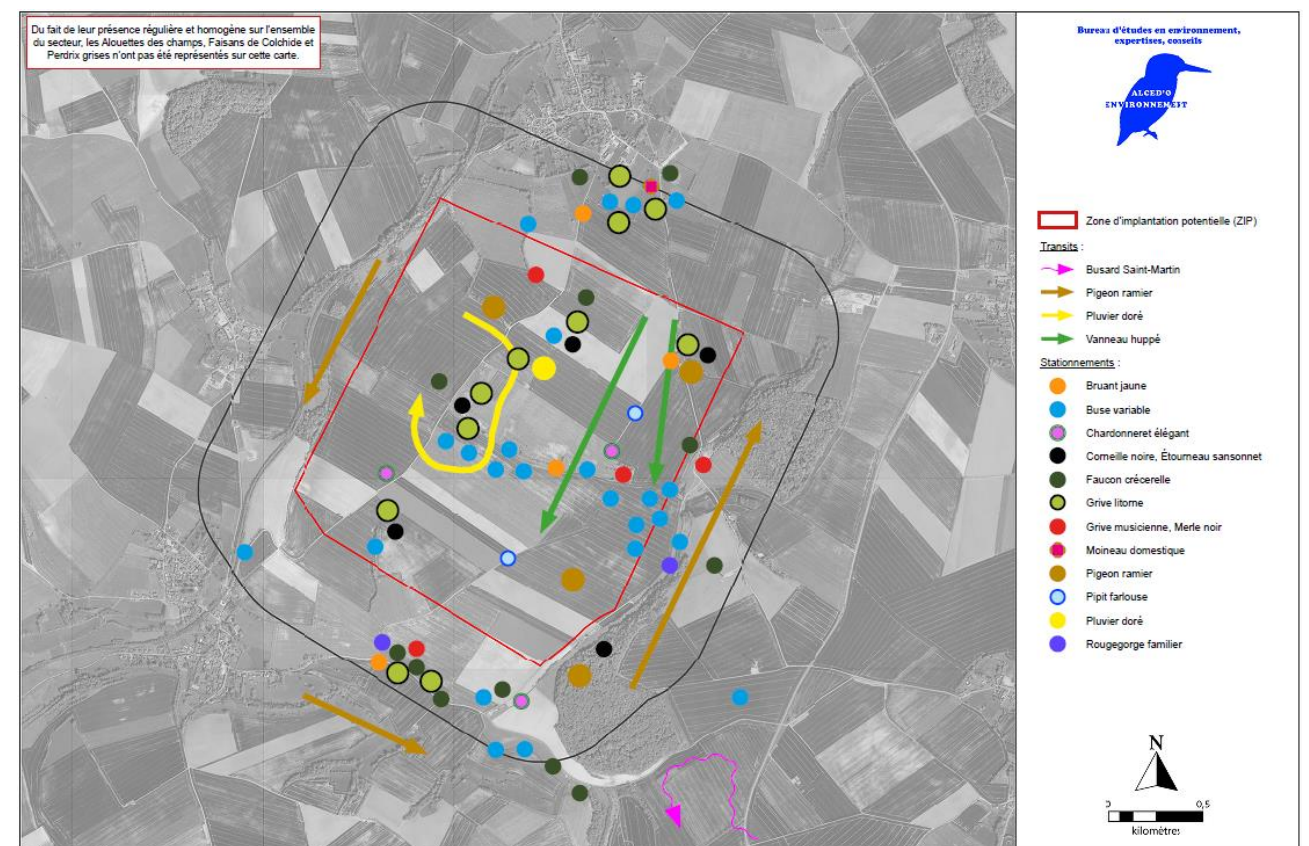 Du fait de leur présence régulière et homogène sur l'ensemble
du secteur, les Alouettes des champs, Faisans de Colchide et
Perdrix grises n'ont pas été représentés sur cette carte.
Bureau d'études en environnement,
expertises, conseils
ALCED'O
ENVIRONNEMENT
Zone d'implantation potentielle (ZIP)
Transits :
Busard Saint-Martin
Pigeon ramier
Pluvier doré
Vanneau huppé
Stationnements :
Bruant jaune
Buse variable
Chardonneret élégant
Corneille noire, Étourneau sansonnet
Faucon crécerelle
Grive litorne
Grive musicienne, Merle noir
Moineau domestique
Pigeon ramier
Pipit farlouse
Pluvier doré
Rougegorge familier
N
0 0,5
kilomètres